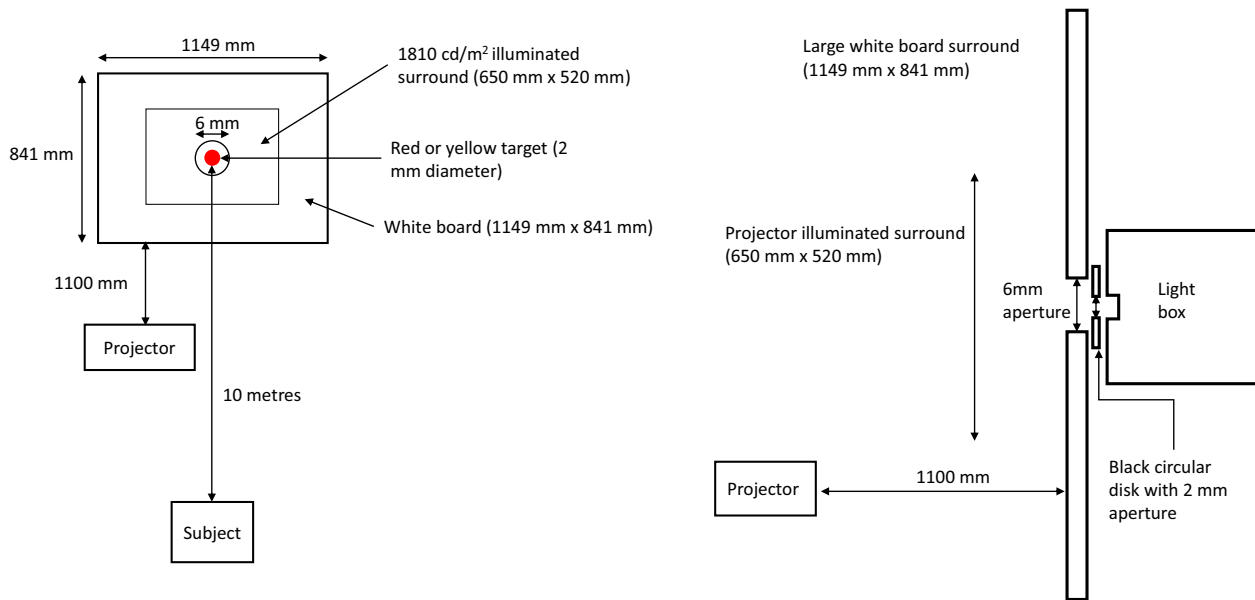 1149 mm
1810 cd/m² illuminated
surround (650 mm x 520 mm)
6 mm
841 mm
Red or yellow target (2
mm diameter)
White board (1149 mm x 841 mm)
1100 mm
Projector
10 metres
Subject
Large white board surround
(1149 mm x 841 mm)
Projector illuminated surround
(650 mm x 520 mm)
6mm
aperture
Light
box
Projector
1100 mm
Black circular
disk with 2 mm
aperture